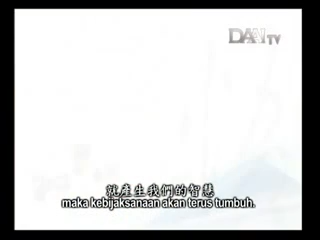 DAAI TV
就產生我們的智慧
maka kebijaksanaan akan terus tumbuh.